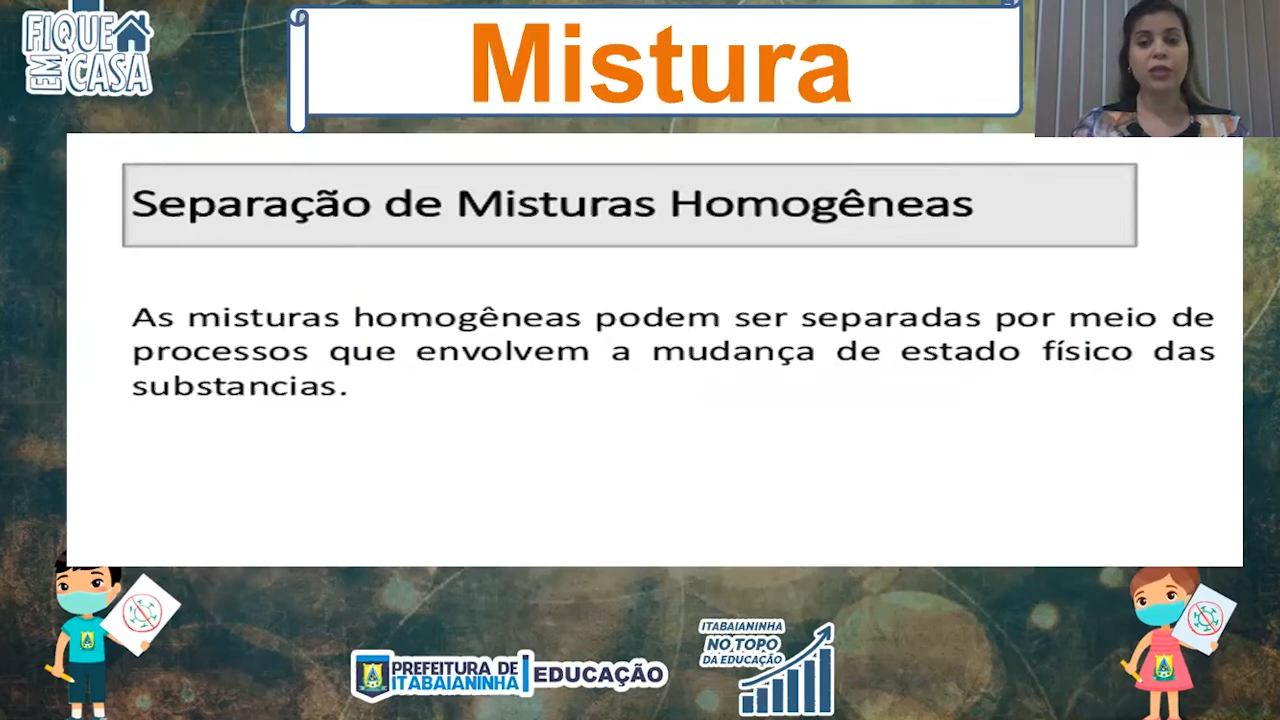 FIQUE
EM CASA
Mistura
Separação de Misturas Homogêneas
As misturas homogêneas podem ser separadas por meio de
processos que envolvem a mudança de estado físico das
substancias.
PREFEITURA DE
ITABAIANINHA
EDUCAÇÃO
ITABAIANINHA
NO TOPO
DA EDUCAÇÃO